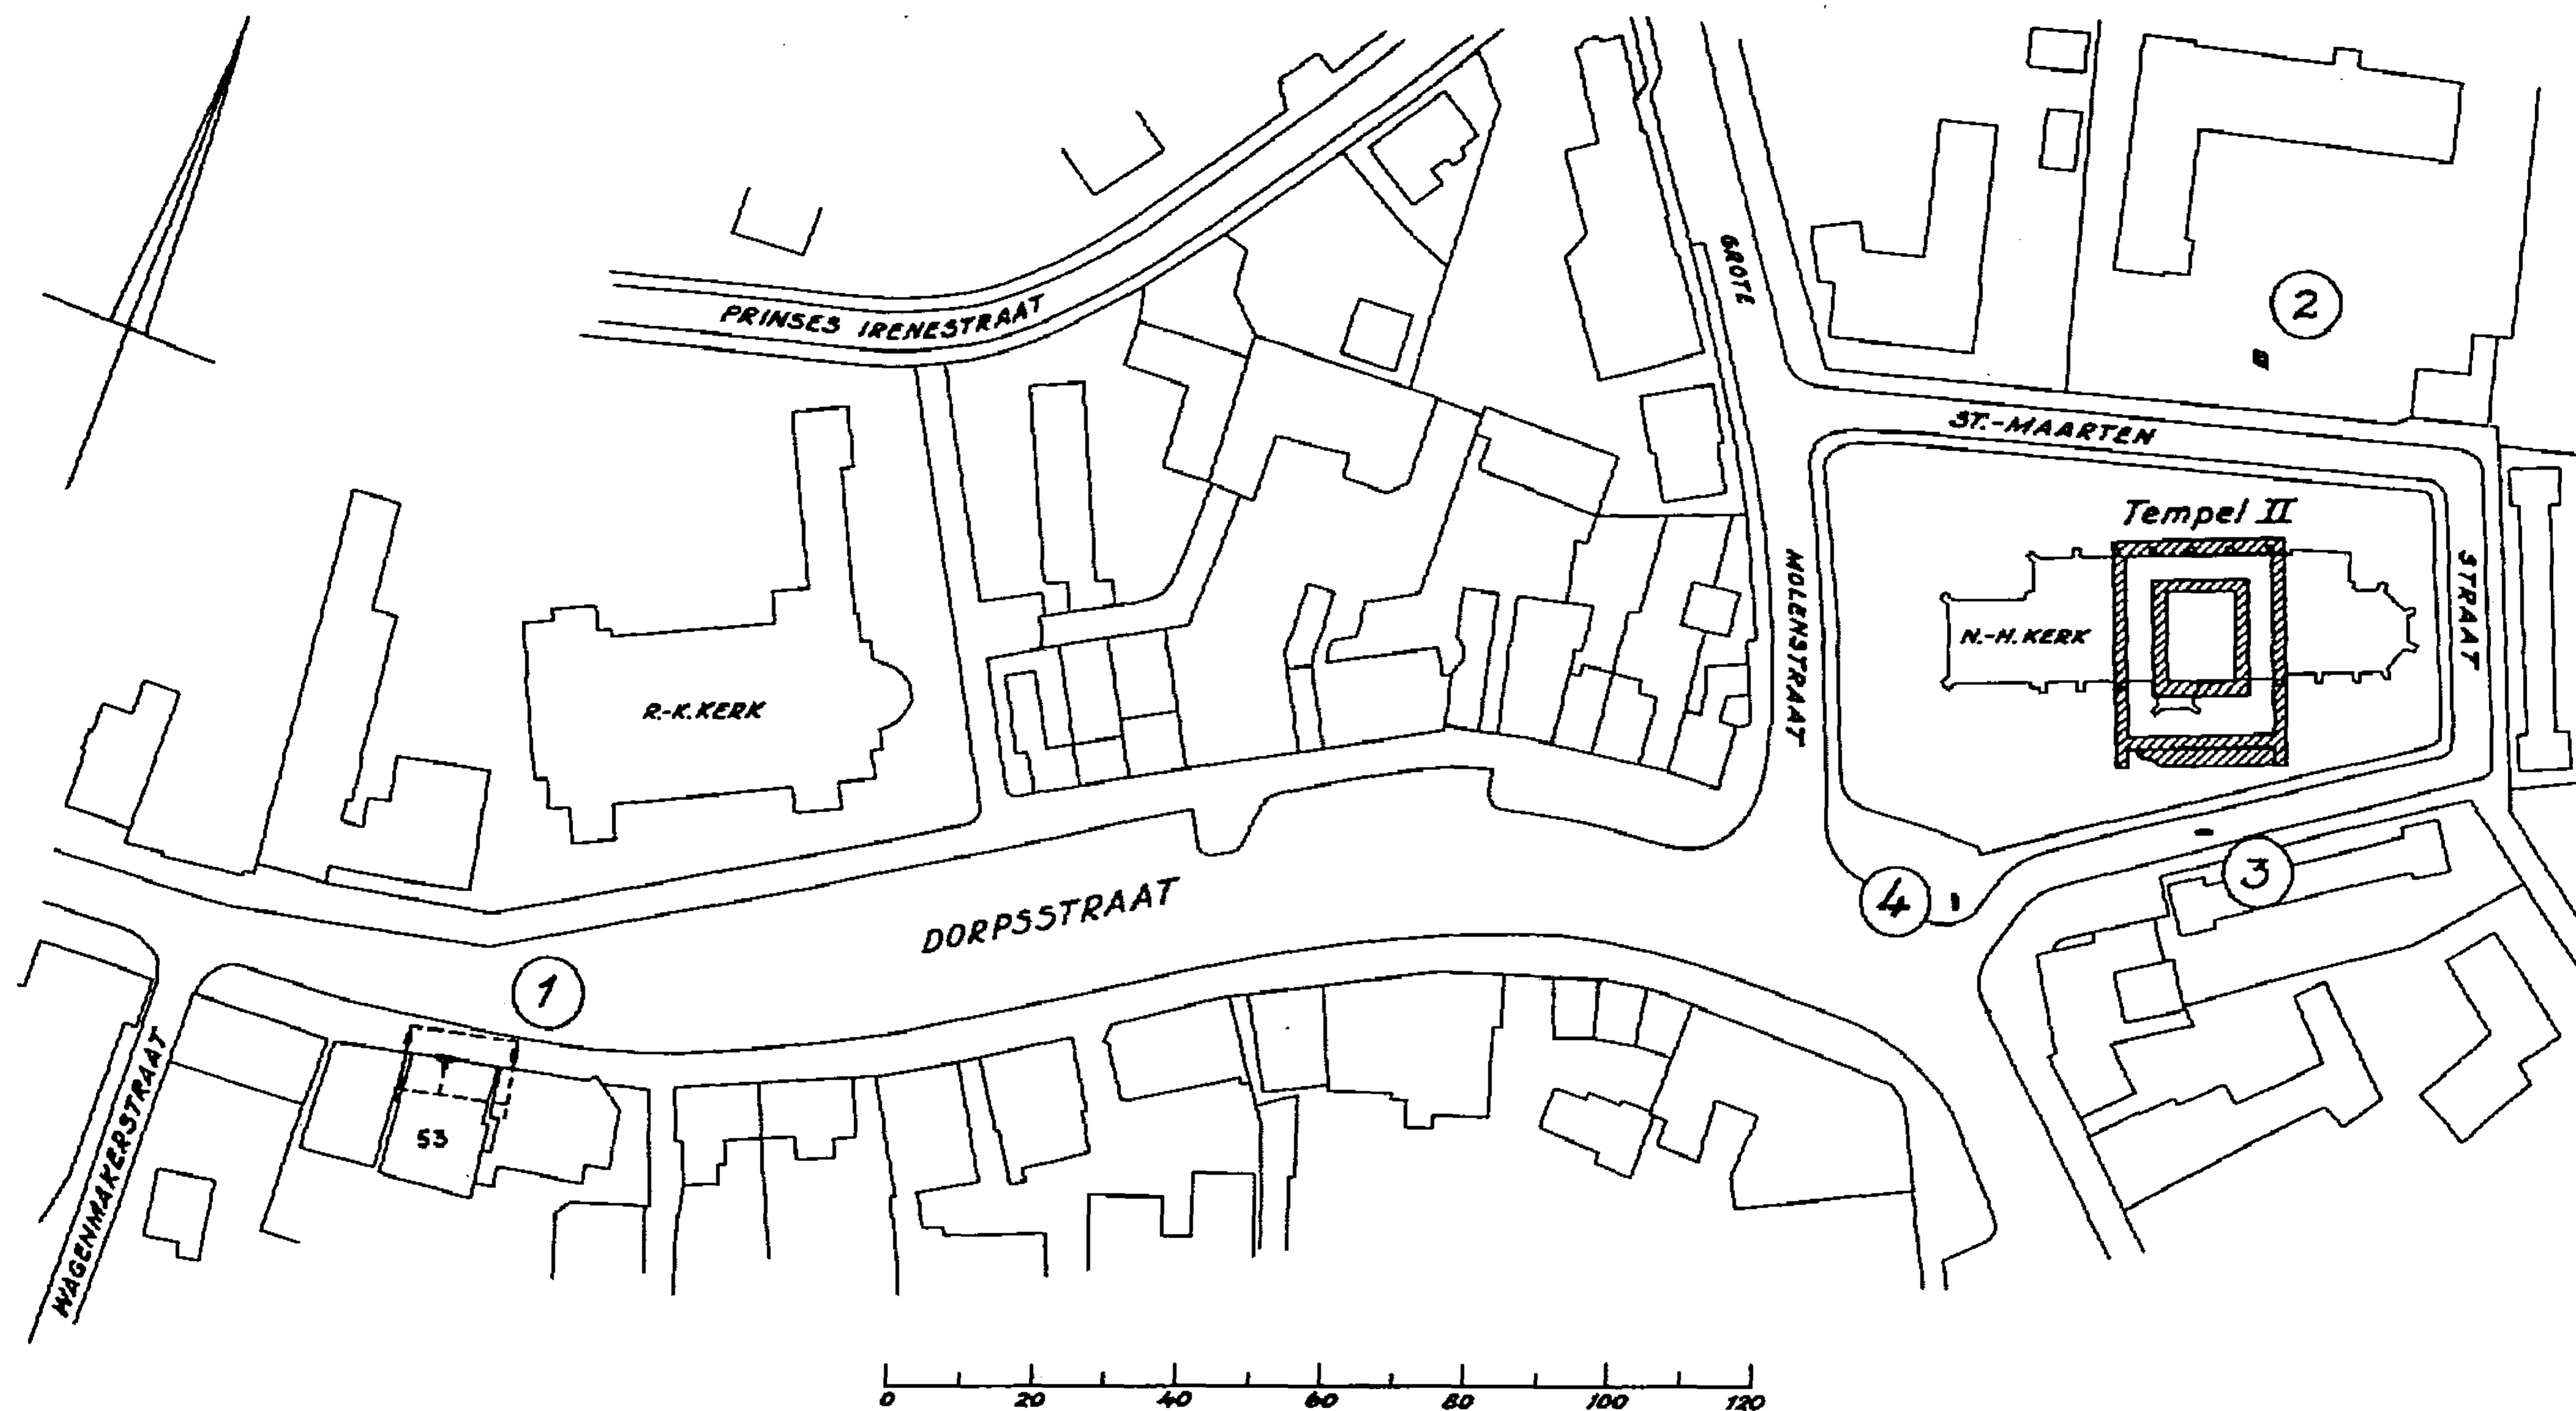 GROTE
MOLENSTRAAT
PRINSES IRENESTRAAT
2
ST.-MAARTEN
STRAAT
Tempel II
N.-H. KERK
R.-K. KERK
3
4
DORPSSTRAAT
1
53
WAGENMAKERSTRAAT
0 20 40 60 80 100 120